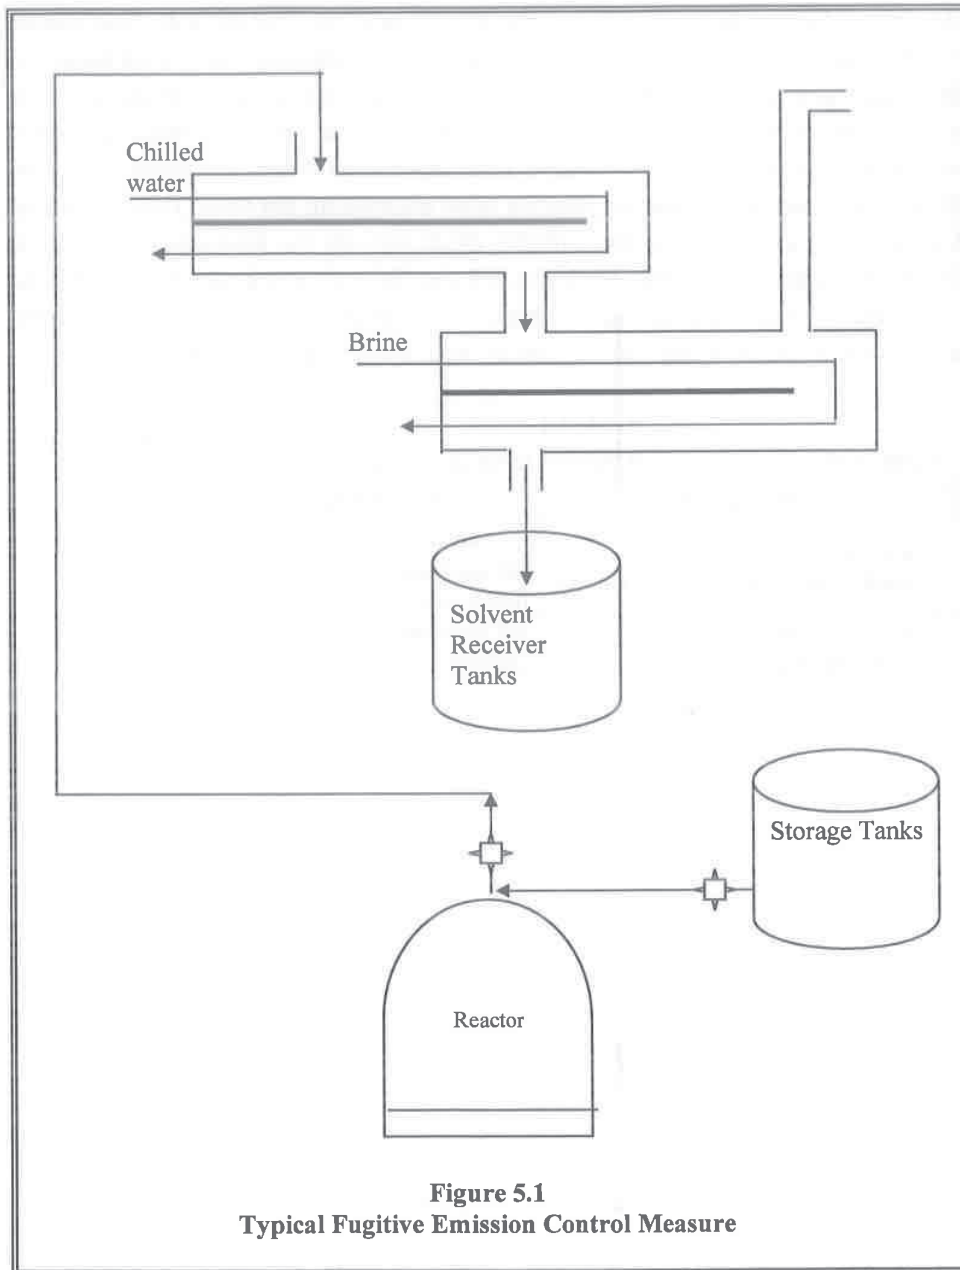 Chilled
water
Brine
Solvent
Receiver
Tanks
Storage Tanks
Reactor
Figure 5.1
Typical Fugitive Emission Control Measure